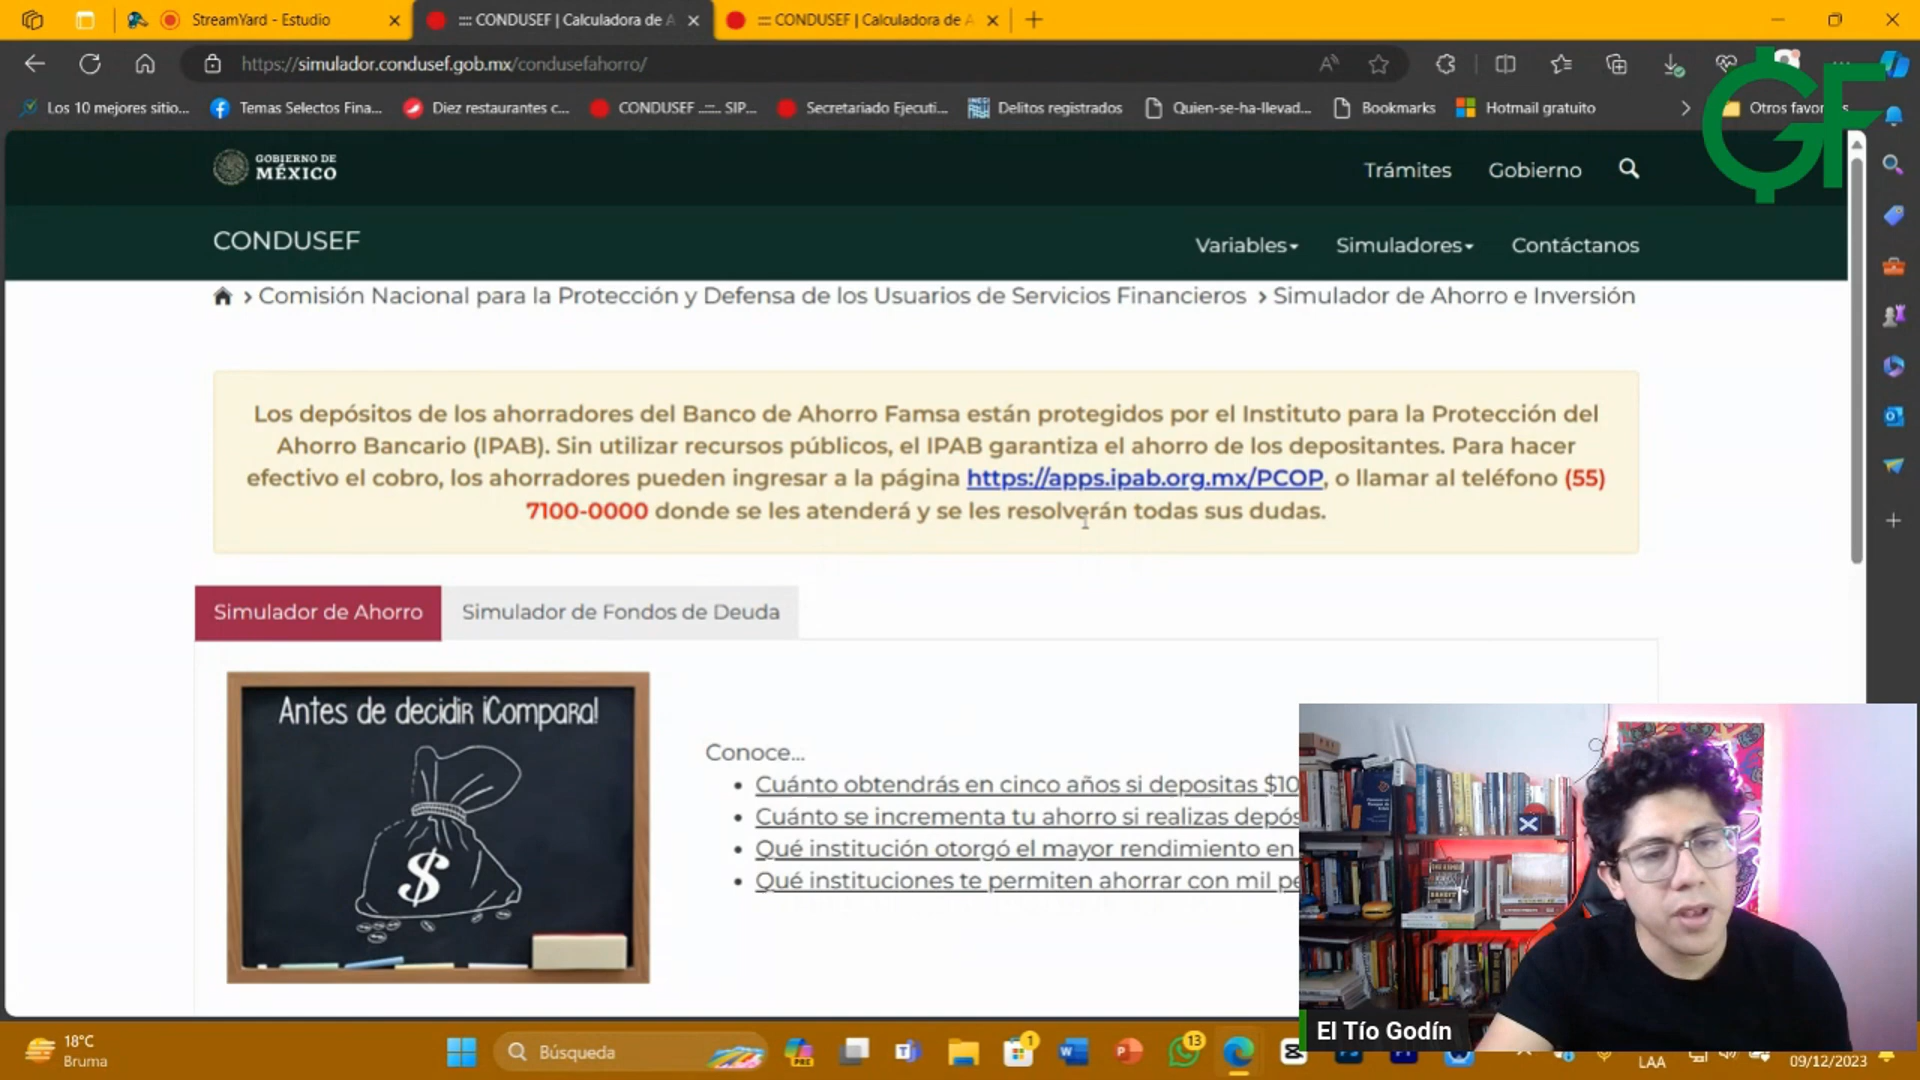 StreamYard - Estudio
:::: CONDUSEF | Calculadora de A
:::: CONDUSEF | Calculadora de A
https://simulador.condusef.gob.mx/condusefahorro/
Los 10 mejores sitio...
Temas Selectos Fina...
Diez restaurantes c...
CONDUSEF ..::.. SIP...
Secretariado Ejecuti...
Delitos registrados
Quien-se-ha-llevad...
Bookmarks
Hotmail gratuito
Otros favor
GF
GOBIERNO DE
MÉXICO
Trámites
Gobierno
CONDUSEF
Variables
Simuladores
Contáctanos
> Comisión Nacional para la Protección y Defensa de los Usuarios de Servicios Financieros > Simulador de Ahorro e Inversión
Los depósitos de los ahorradores del Banco de Ahorro Famsa están protegidos por el Instituto para la Protección del
Ahorro Bancario (IPAB). Sin utilizar recursos públicos, el IPAB garantiza el ahorro de los depositantes. Para hacer
efectivo el cobro, los ahorradores pueden ingresar a la página https://apps.ipab.org.mx/PCOP, o llamar al teléfono (55)
7100-0000 donde se les atenderá y se les resolverán todas sus dudas.
Simulador de Ahorro
Simulador de Fondos de Deuda
Antes de decidir ¡Compara!
$
Conoce...
Cuánto obtendrás en cinco años si depositas $10
Cuánto se incrementa tu ahorro si realizas depós
Qué institución otorgó el mayor rendimiento en
Qué instituciones te permiten ahorrar con mil pe
El Tío Godín
18°C
Bruma
Búsqueda
PRE
1
13
LAA
09/12/2023